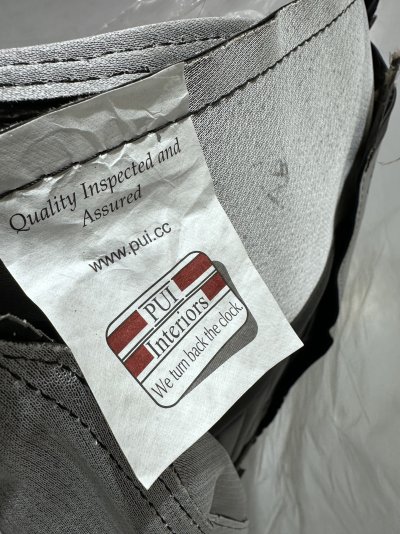 Quality Inspected and
Assured
www.pui.cc
PUI
Interiors
We turn back the clock.